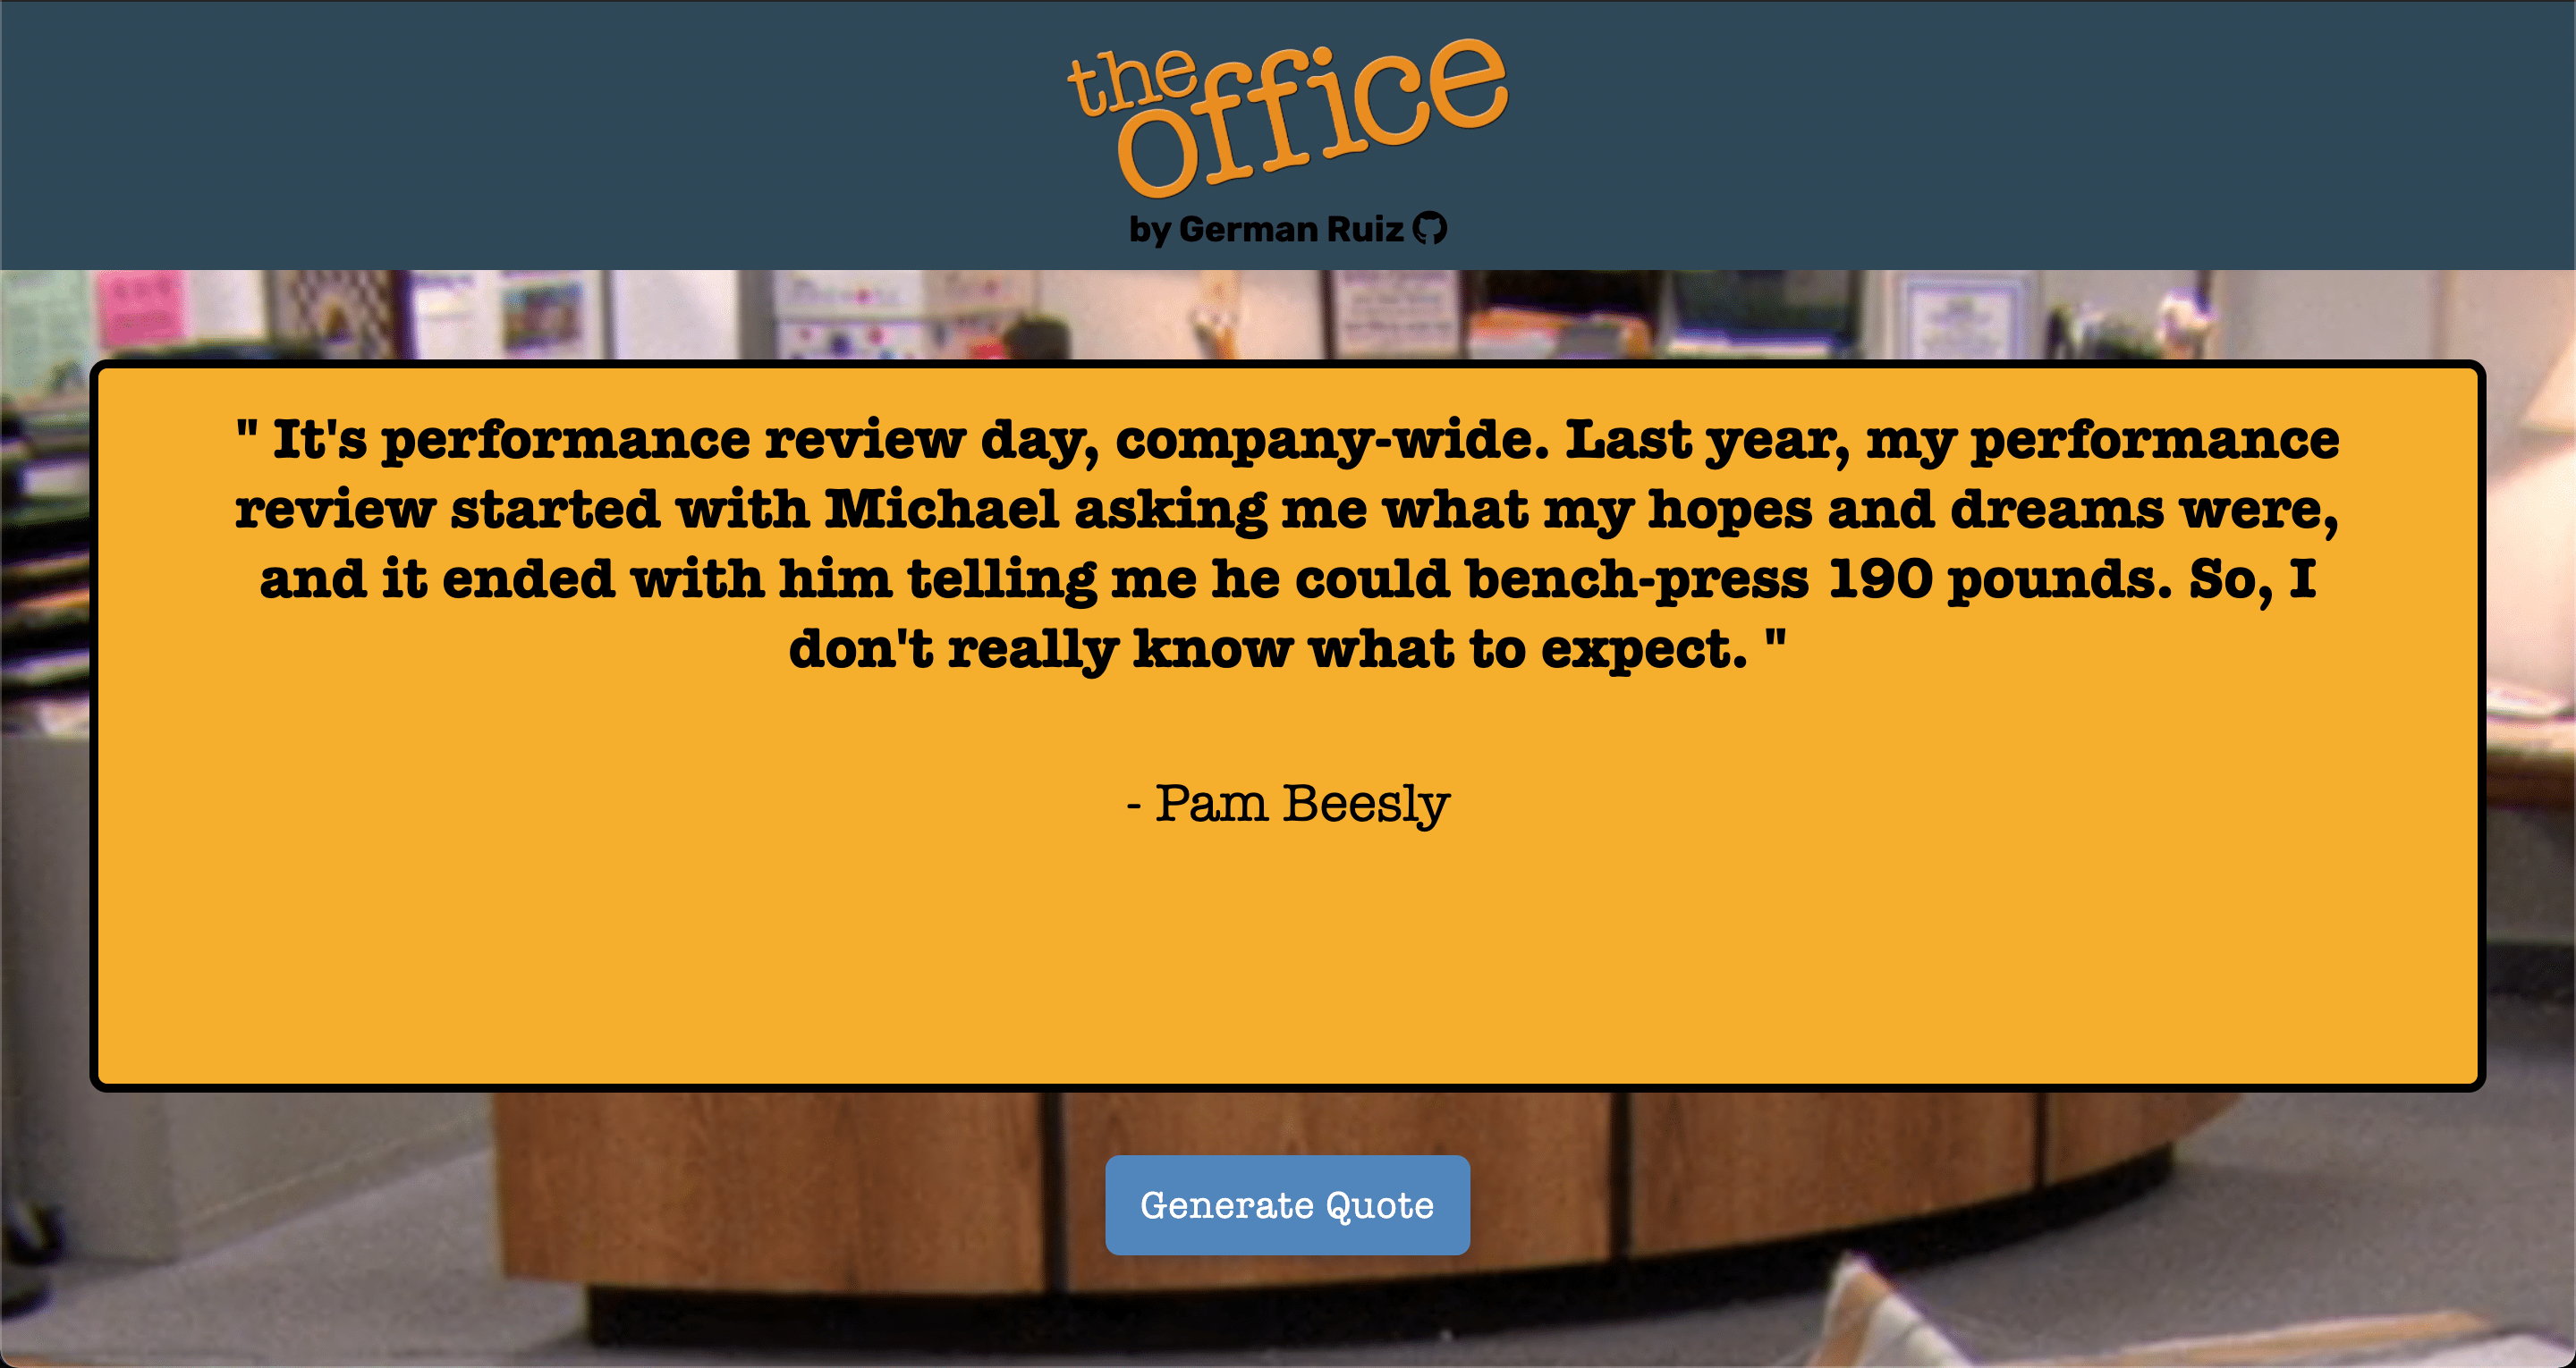 the
office
by German Ruiz
" It's performance review day, company-wide. Last year, my performance
review started with Michael asking me what my hopes and dreams were,
and it ended with him telling me he could bench-press 190 pounds. So, I
don't really know what to expect. "
- Pam Beesly
Generate Quote